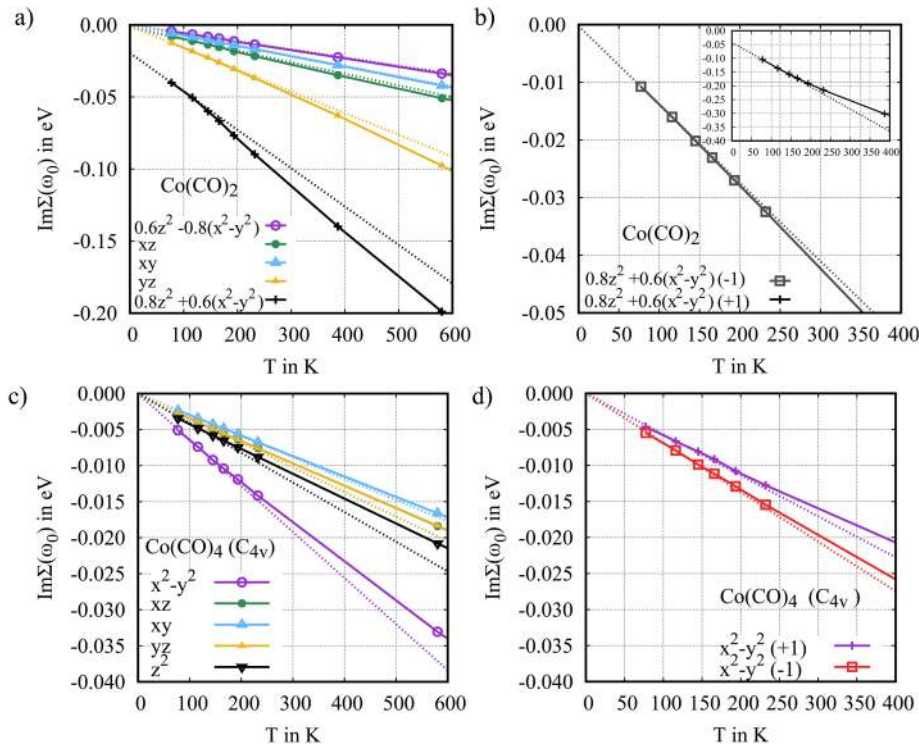 a)
0.00
-0.05
-0.10
-0.15
-0.20
ImΣ(ω₀) in eV
Co(CO)₂
0.6z² -0.8(x²-y²)
xz
xy
yz
0.8z² +0.6(x²-y²)
0 100 200 300 400 500 600
T in K
b)
0.00
-0.01
-0.02
-0.03
-0.04
-0.05
ImΣ(ω₀) in eV
0.00
-0.05
-0.10
-0.15
-0.20
-0.25
-0.30
-0.35
-0.40
0 50 100 150 200 250 300 350 400
Co(CO)₂
0.8z² +0.6(x²-y²) (-1)
0.8z² +0.6(x²-y²) (+1)
0 50 100 150 200 250 300 350 400
T in K
c)
0.000
-0.005
-0.010
-0.015
-0.020
-0.025
-0.030
-0.035
-0.040
ImΣ(ω₀) in eV
Co(CO)₄ (C₄ᵥ)
x²-y²
xz
xy
yz
z²
0 100 200 300 400 500 600
T in K
d)
0.000
-0.005
-0.010
-0.015
-0.020
-0.025
-0.030
-0.035
-0.040
ImΣ(ω₀) in eV
Co(CO)₄ (C₄ᵥ)
x²-y² (+1)
x²-y² (-1)
0 50 100 150 200 250 300 350 400
T in K